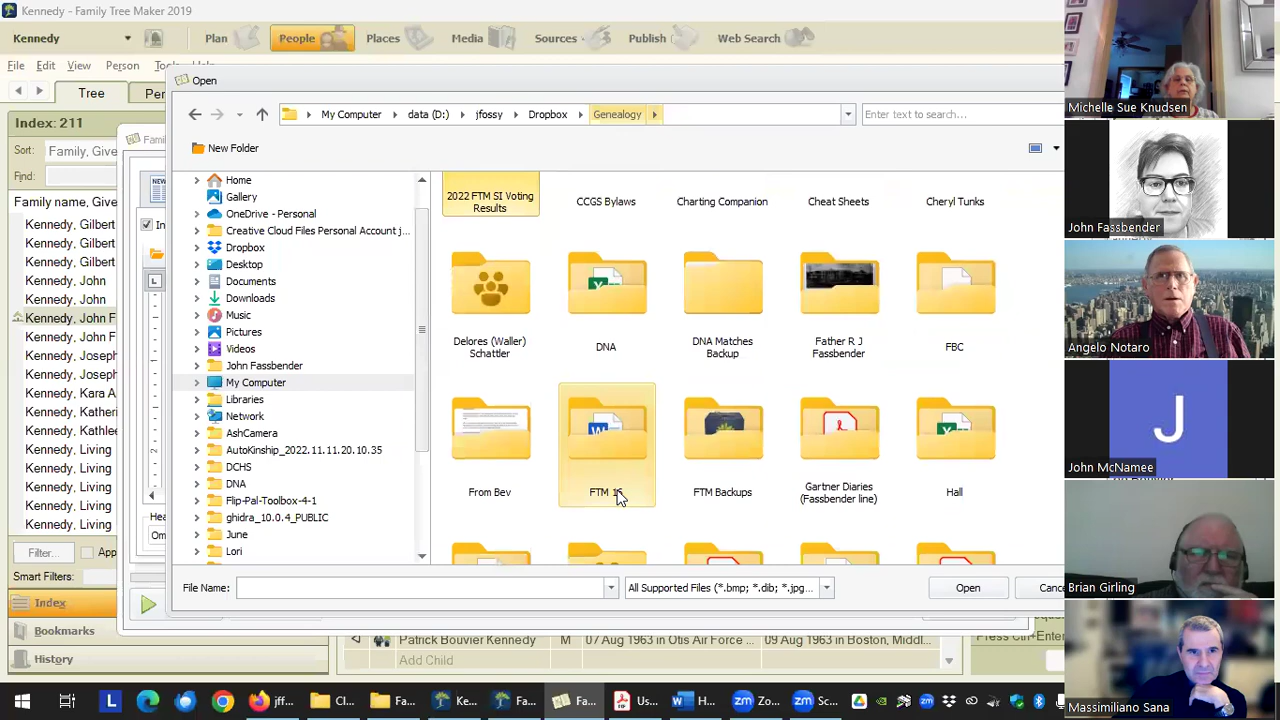 Kennedy - Family Tree Maker 2019
Kennedy
Plan
People
Places
Media
Sources
Publish
Web Search
File
Edit
View
Person
Tree
Index: 211
Sort:
Find:
Family name, Give
Kennedy, Gilbert
Kennedy, Gilbert
Kennedy, Gilbert
Kennedy, John
Kennedy, John
Kennedy, John F
Kennedy, John F
Kennedy, Joseph
Kennedy, Joseph
Kennedy, Kara A
Kennedy, Katheri
Kennedy, Living
Kennedy, Living
Kennedy, Living
Kennedy, Living
Kennedy, Living
Filter...
Smart Filters:
Index
Bookmarks
History
Open
My Computer
data (D:)
jfossy
Dropbox
Genealogy
Enter text to search...
New Folder
Home
Gallery
OneDrive - Personal
Creative Cloud Files Personal Account j...
Dropbox
Desktop
Documents
Downloads
Music
Pictures
Videos
John Fassbender
My Computer
Libraries
Network
AshCamera
AutoKinship_2022.11.11.20.10.35
DCHS
DNA
Flip-Pal-Toolbox-4-1
ghidra_10.0.4_PUBLIC
June
Lori
2022 FTM SI Voting
Results
CCGS Bylaws
Charting Companion
Cheat Sheets
Cheryl Tunks
Delores (Waller)
Schattler
DNA
DNA Matches
Backup
Father R J
Fassbender
FBC
From Bev
FTM
FTM Backups
Gartner Diaries
(Fassbender line)
Hall
File Name:
All Supported Files (*.bmp; *.dib; *.jpg...
Open
Patrick Bouvier Kennedy
M
07 Aug 1963 in Otis Air Force ...
09 Aug 1963 in Boston, Middl...
Add Child
Michelle Sue Knudsen
John Fassbender
Angelo Notaro
J
John McNamee
Brian Girling
Massimiliano Sana